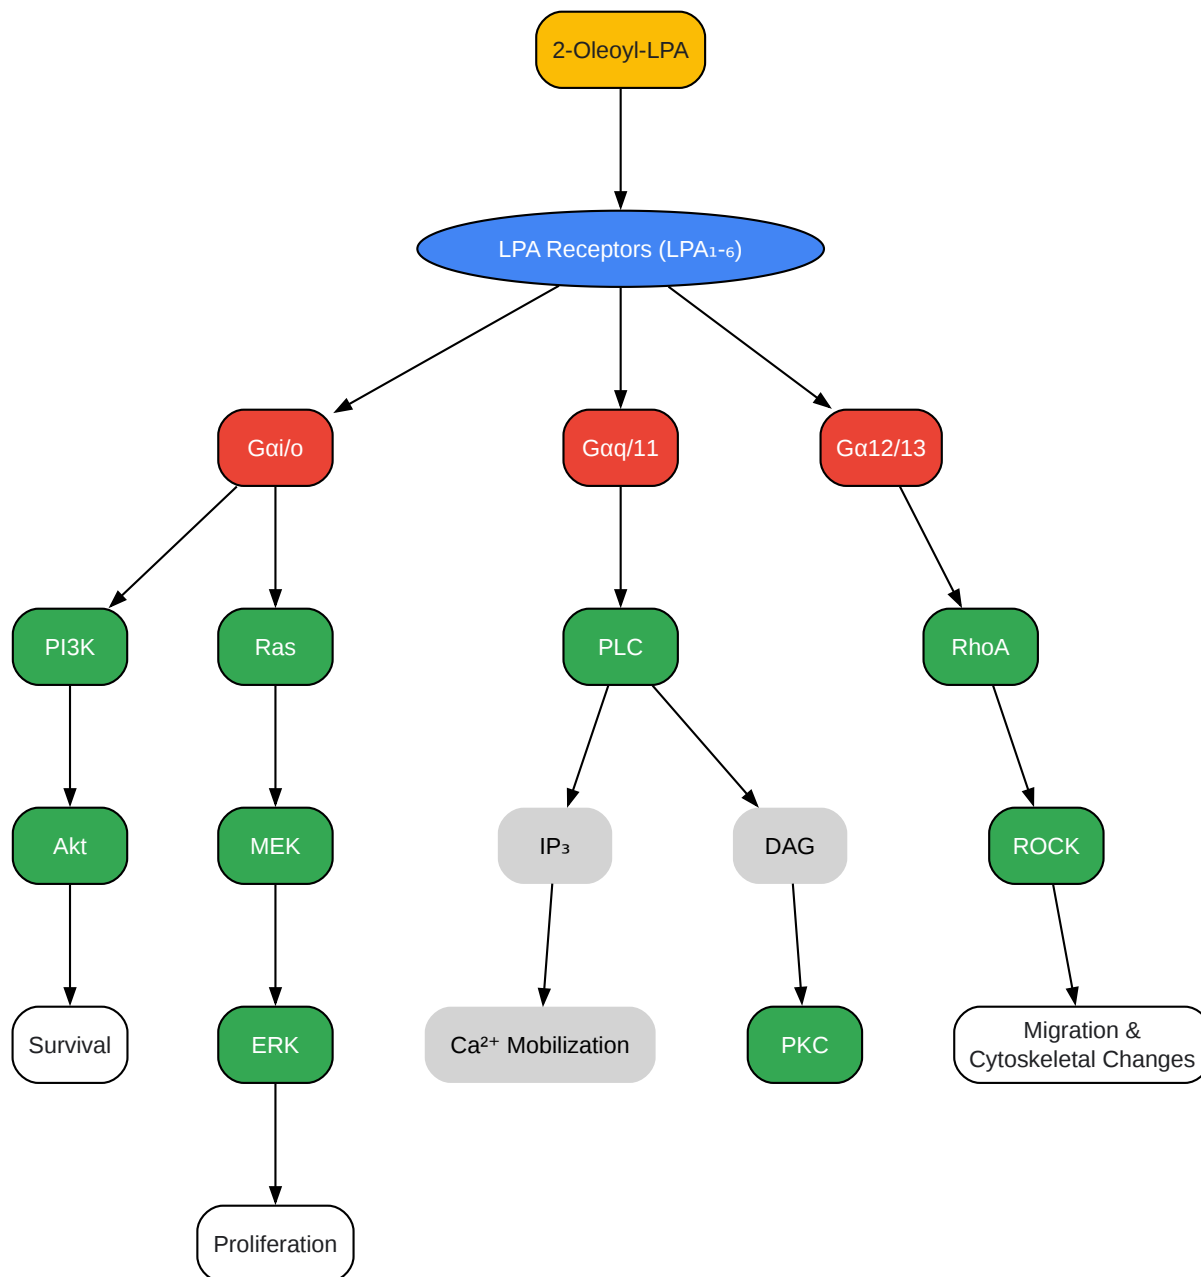 2-Oleoyl-LPA
LPA Receptors (LPA₁-₆)
Gαi/o
Gαq/11
Gα12/13
PI3K
Ras
PLC
RhoA
Akt
MEK
IP₃
DAG
ROCK
Survival
ERK
Ca²⁺ Mobilization
PKC
Migration &
Cytoskeletal Changes
Proliferation